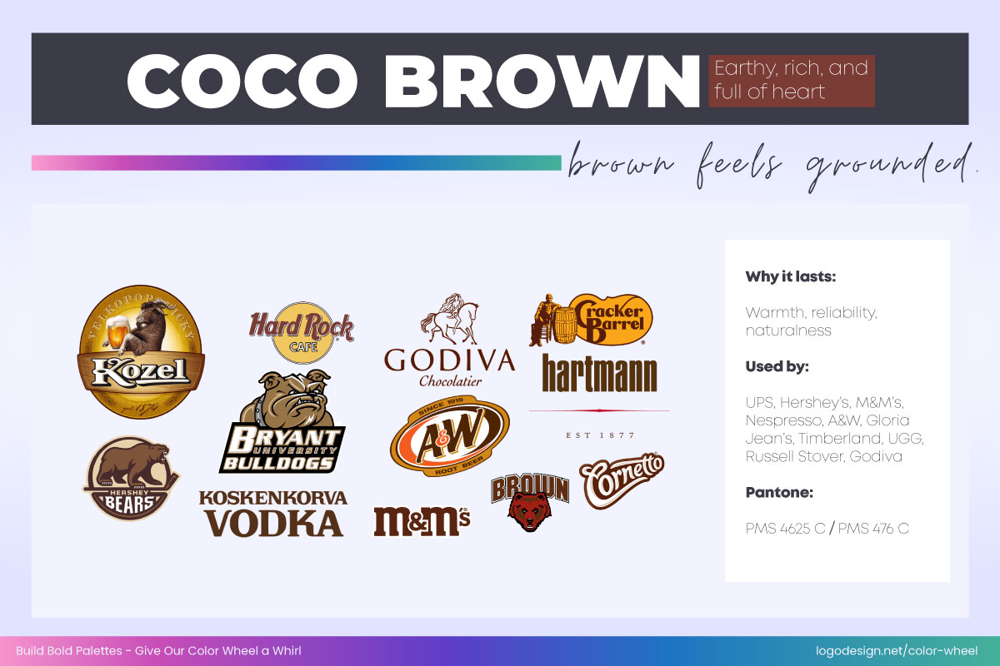 COCO BROWN
Earthy, rich, and
full of heart
brown feels grounded.
VELKOPOPOVICKÝ
Kozel
1874
Hard Rock
CAFE
GODIVA
Chocolatier
Cracker
Barrel
hartmann
EST 1877
BRYANT
UNIVERSITY
BULLDOGS
SINCE 1919
A&W
ROOT BEER
HERSHEY
BEARS
KOSKENKORVA
VODKA
m&m's
BROWN
Cornetto
Why it lasts:
Warmth, reliability,
naturalness
Used by:
UPS, Hershey's, M&M's,
Nespresso, A&W, Gloria
Jean's, Timberland, UGG,
Russell Stover, Godiva
Pantone:
PMS 4625 C / PMS 476 C
Build Bold Palettes - Give Our Color Wheel a Whirl
logodesign.net/color-wheel